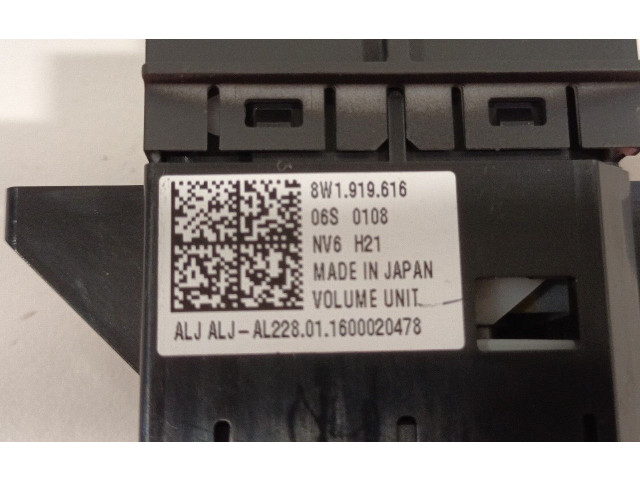 8W1.919.616
06S 0108
NV6 H21
MADE IN JAPAN
VOLUME UNIT
ALJ ALJ-AL228.01.1600020478